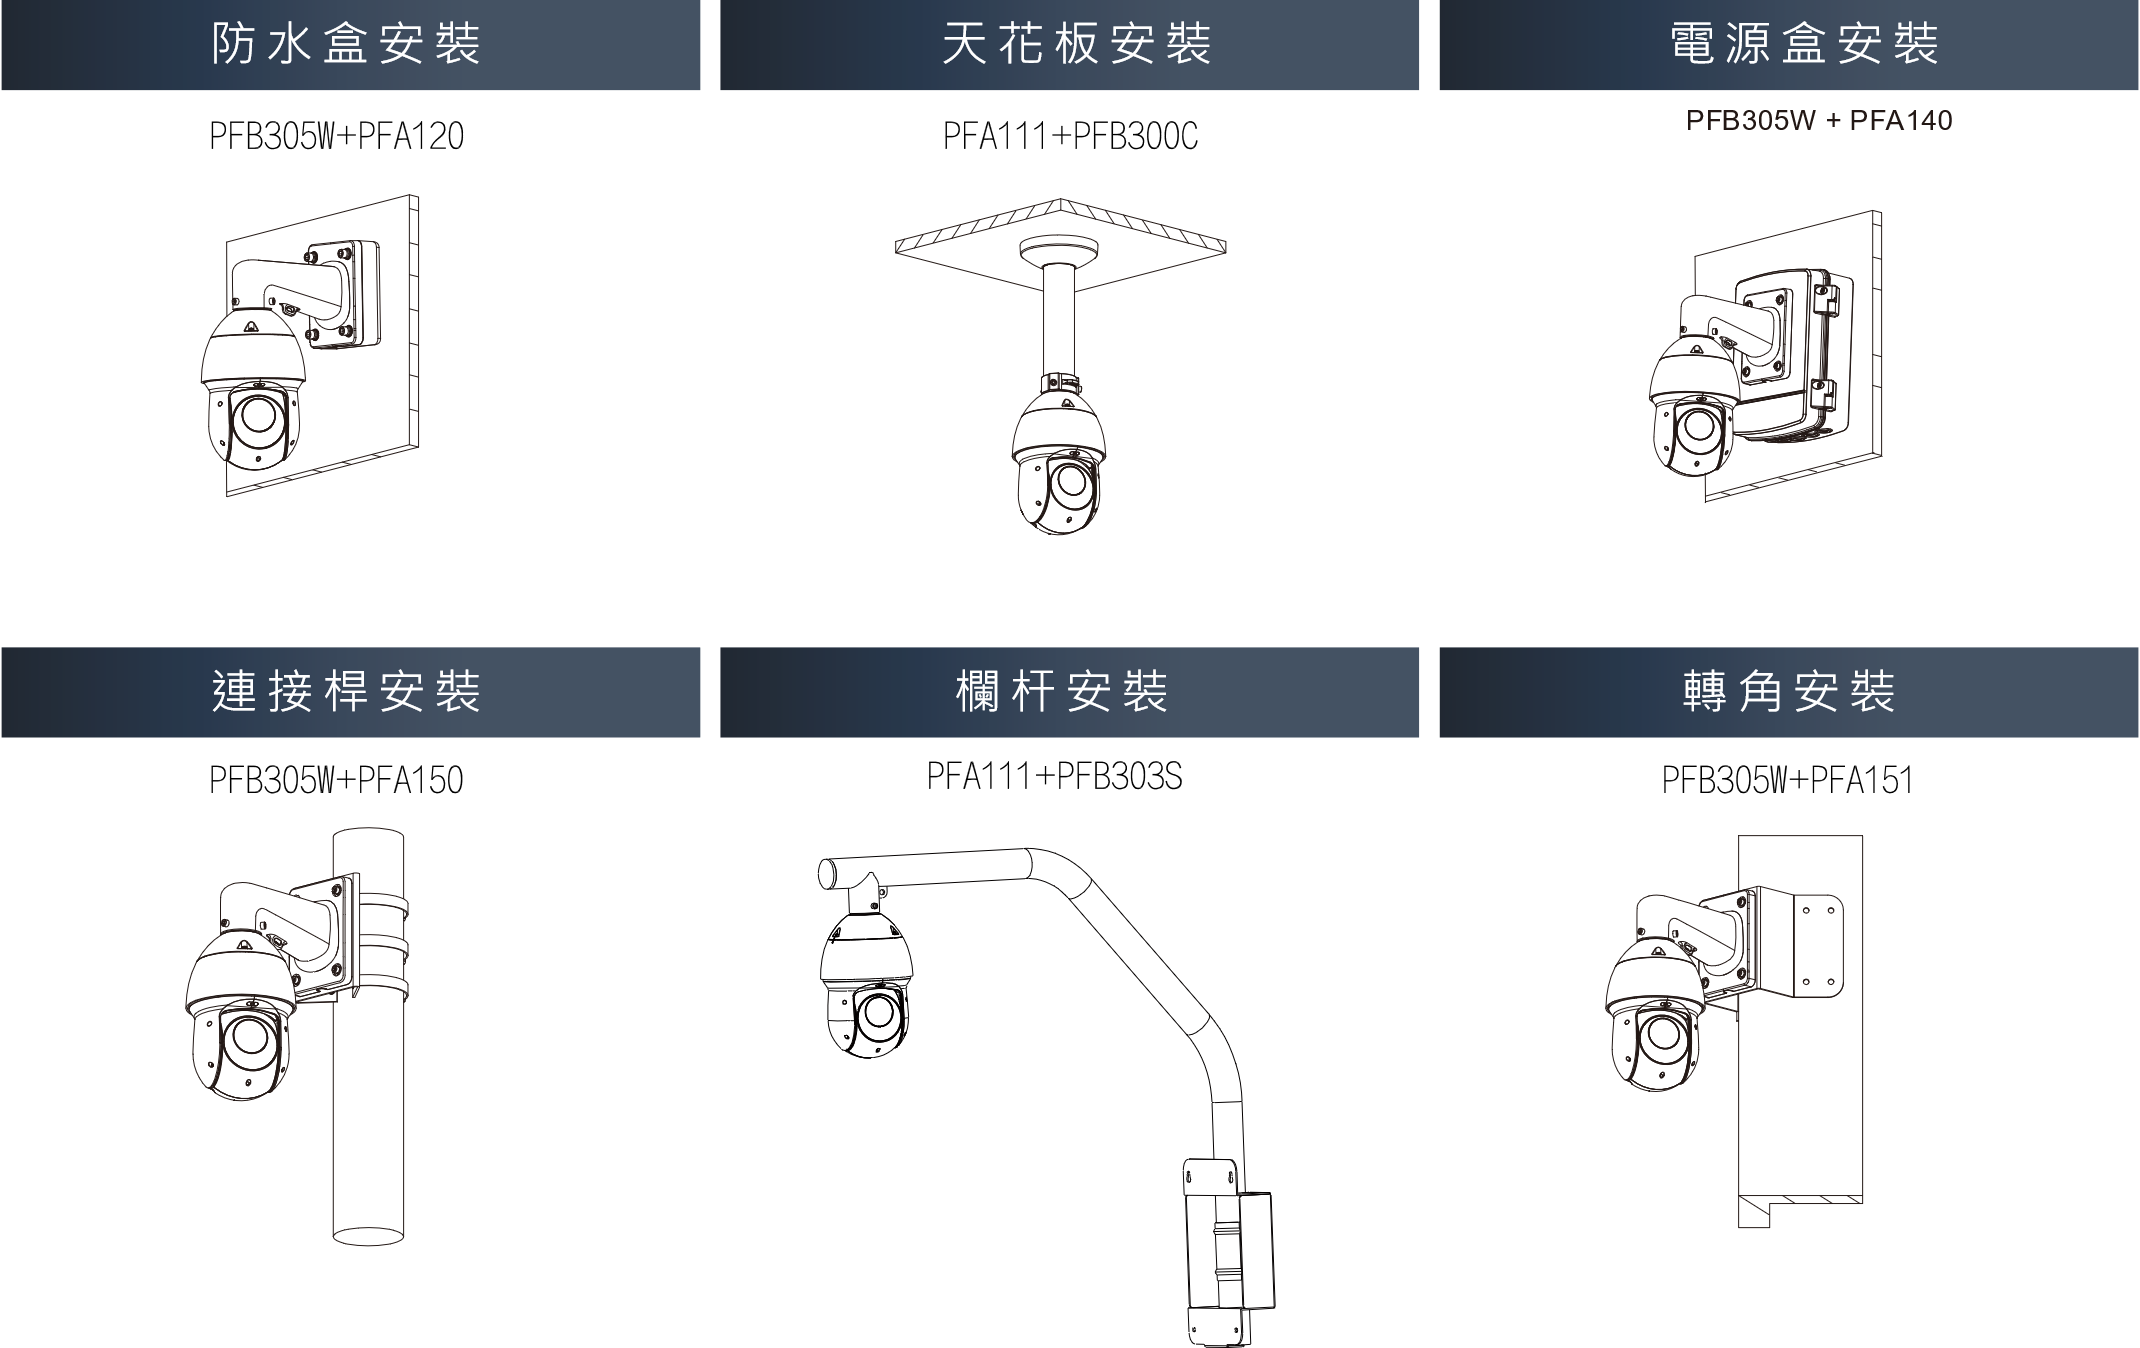 防水盒安裝
天花板安裝
電源盒安裝
PFB305W+PFA120
PFA111+PFB300C
PFB305W + PFA140
連接桿安裝
欄杆安裝
轉角安裝
PFB305W+PFA150
PFA111+PFB303S
PFB305W+PFA151